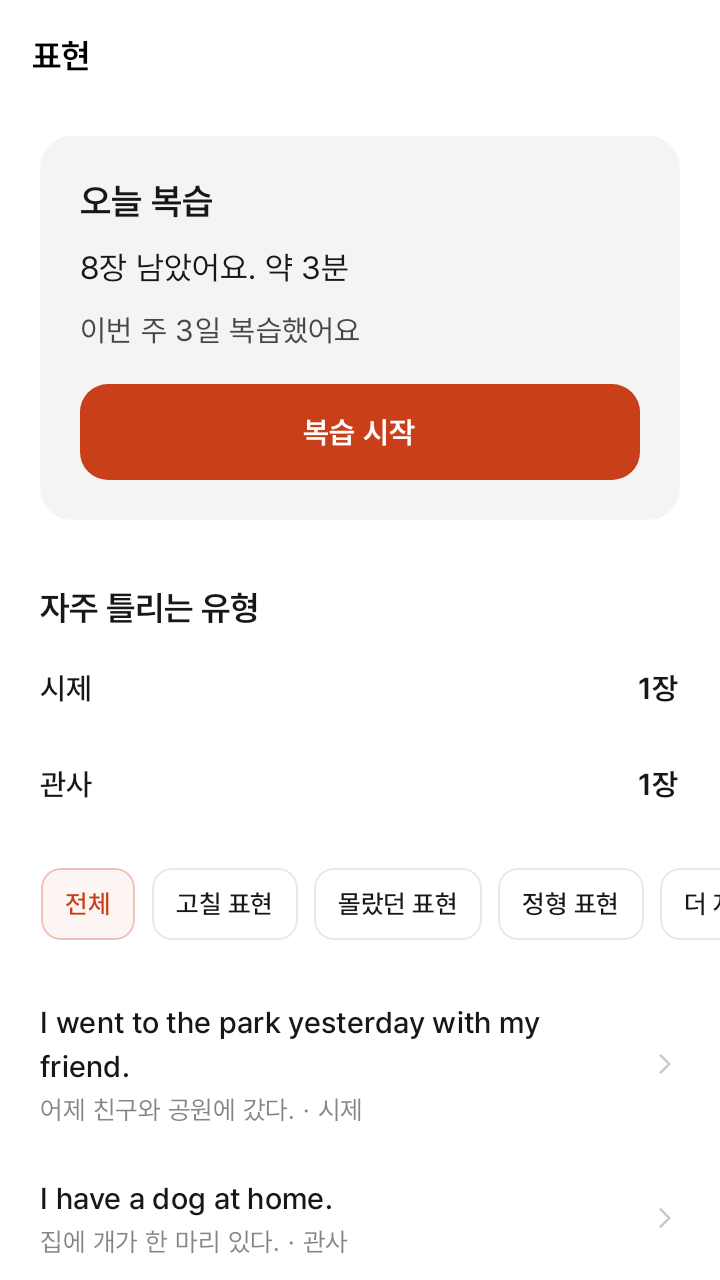 표현
오늘 복습
8장 남았어요. 약 3분
이번 주 3일 복습했어요
복습 시작
자주 틀리는 유형
시제 1장
관사 1장
전체 고칠 표현 몰랐던 표현 정형 표현 더
I went to the park yesterday with my
friend.
어제 친구와 공원에 갔다. · 시제
I have a dog at home.
집에 개가 한 마리 있다. · 관사